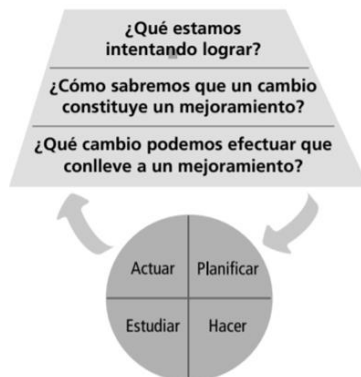 ¿Qué estamos
intentando lograr?
¿Cómo sabremos que un cambio
constituye un mejoramiento?
¿Qué cambio podemos efectuar que
conlleve a un mejoramiento?
Actuar
Planificar
Estudiar
Hacer